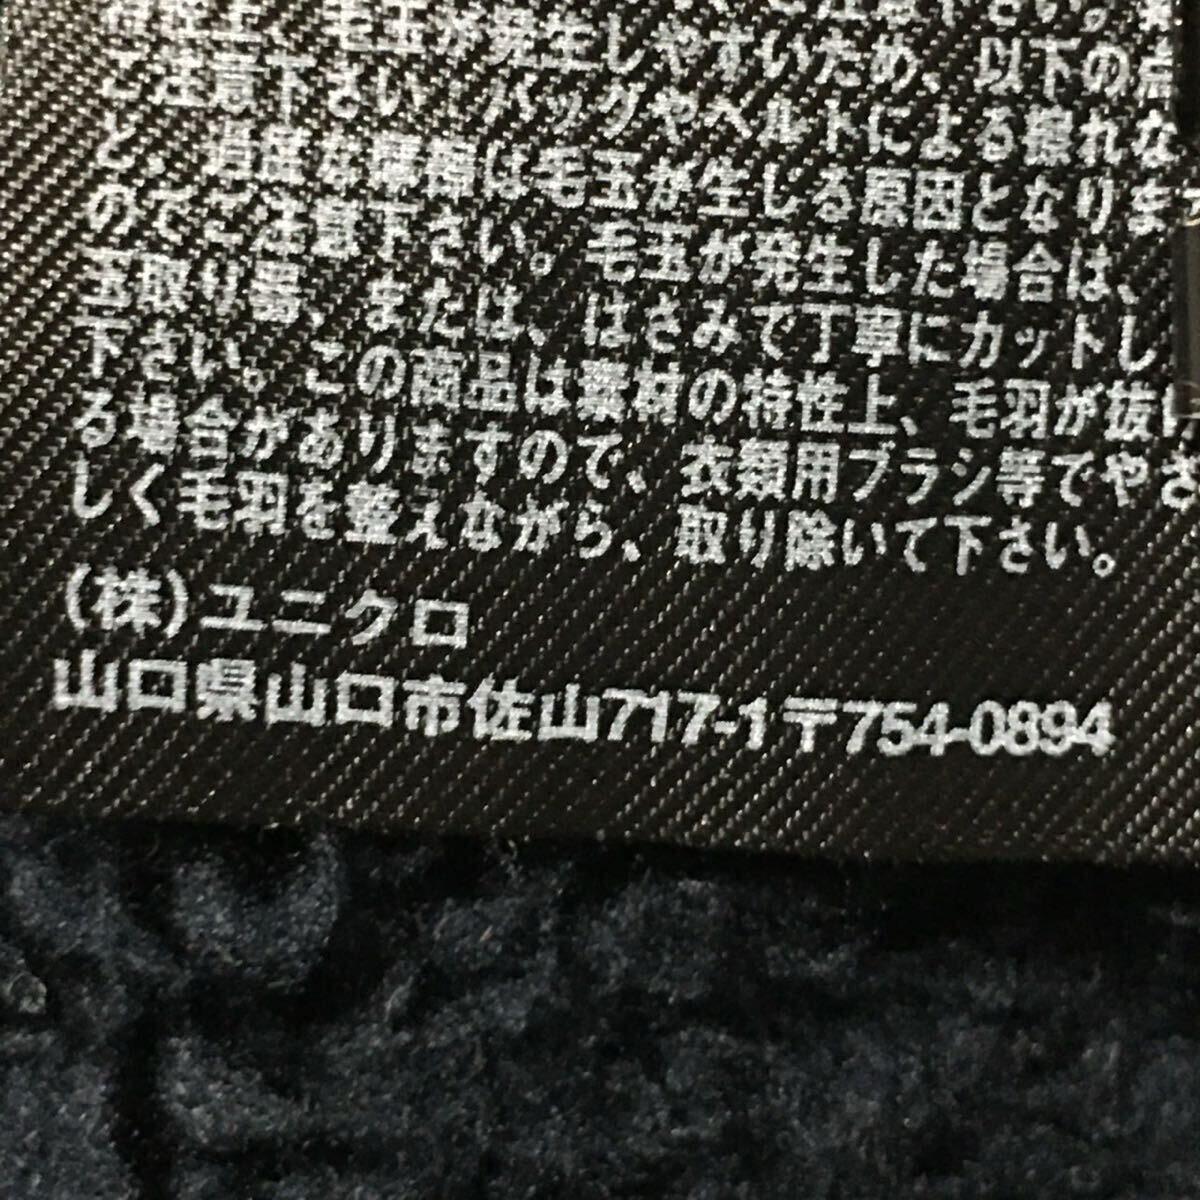 特性上、毛玉が発生しやすいため、以下の点
ご注意下さい。バッグやベルトによる擦れな
ど、過度な摩擦は毛玉が生じる原因となりま
のでご注意下さい。毛玉が発生した場合は、
玉取り器、または、はさみで丁寧にカットし
下さい。この商品は素材の特性上、毛羽が抜け
る場合がありますので、衣類用ブラシ等でやさ
しく毛羽を整えながら、取り除いて下さい。
(株)ユニクロ
山口県山口市佐山717-1〒754-0894